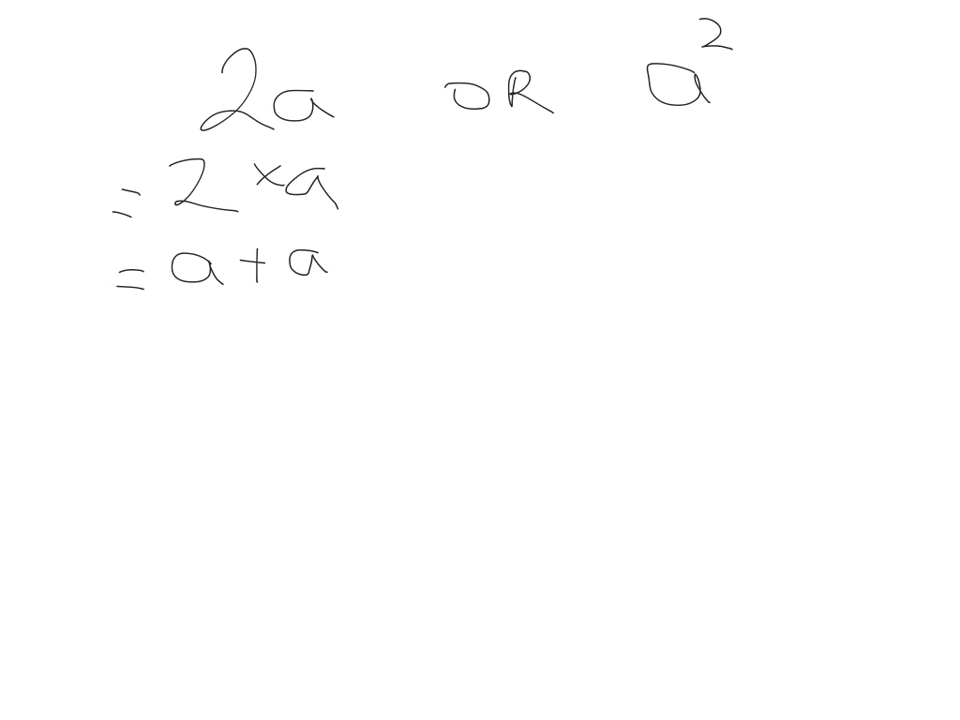 2a OR a²
= 2 × a
= a + a